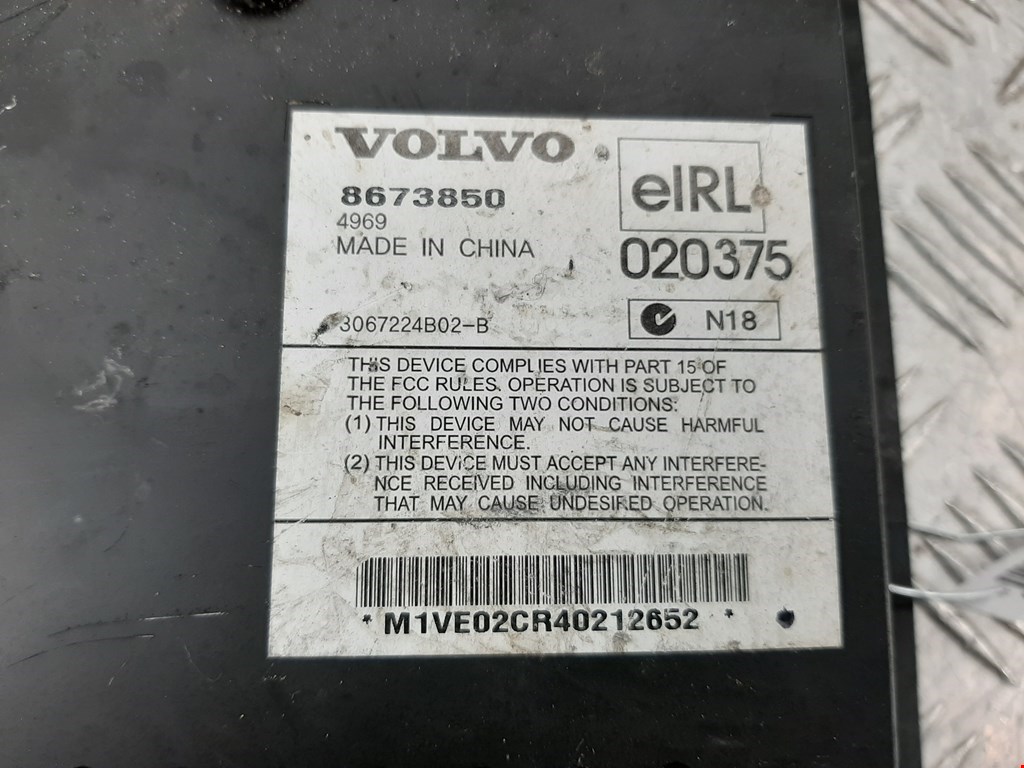 VOLVO
8673850
4969
MADE IN CHINA
3067224B02-B
eIRL
020375
N18
THIS DEVICE COMPLIES WITH PART 15 OF
THE FCC RULES. OPERATION IS SUBJECT TO
THE FOLLOWING TWO CONDITIONS:
(1) THIS DEVICE MAY NOT CAUSE HARMFUL
INTERFERENCE.
(2) THIS DEVICE MUST ACCEPT ANY INTERFERE-
NCE RECEIVED INCLUDING INTERFERENCE
THAT MAY CAUSE UNDESIRED OPERATION.
* M1VE02CR40212652 *